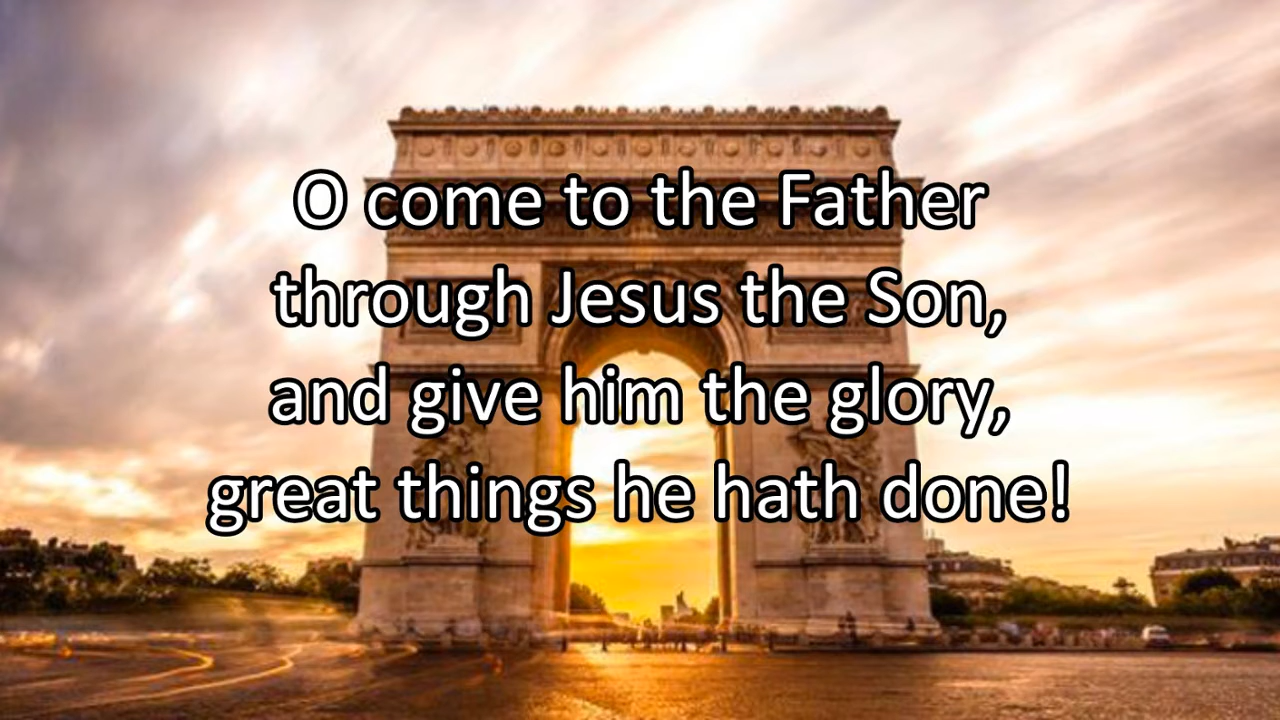 O come to the Father
through Jesus the Son,
and give him the glory,
great things he hath done!